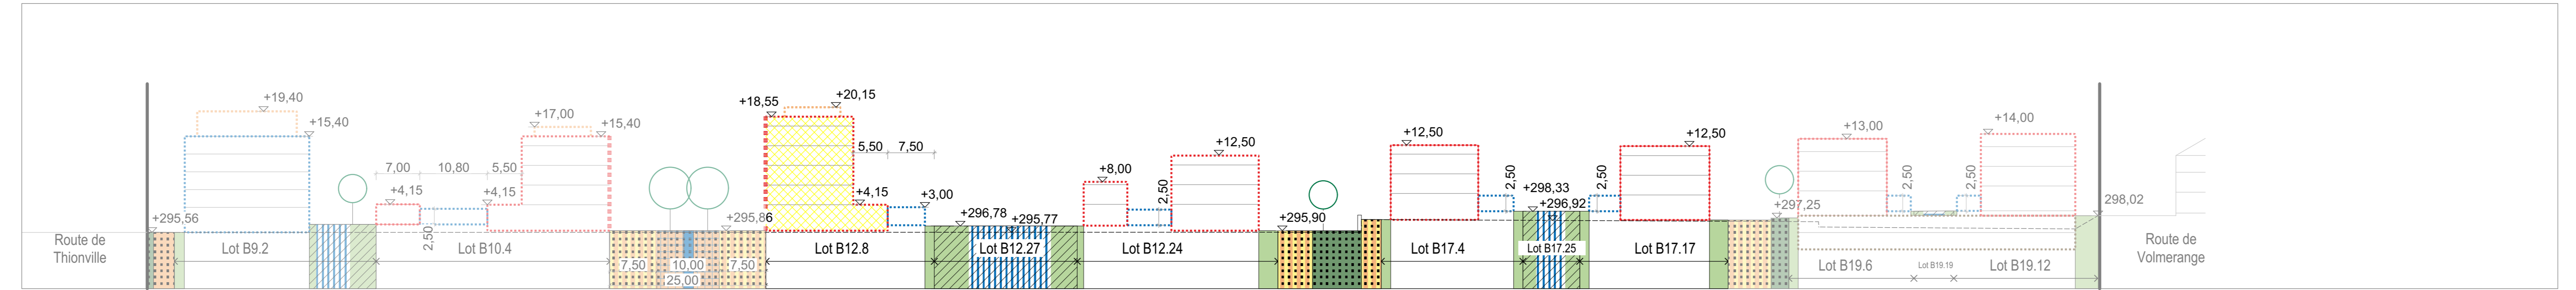 +19,40
+15,40
+17,00
+15,40
+18,55
+20,15
+12,50
+12,50
+12,50
+13,00
+14,00
7,00
10,80
5,50
5,50
7,50
+4,15
+4,15
+4,15
+3,00
+8,00
2,50
2,50
2,50
2,50
2,50
2,50
+295,56
+295,86
+296,78
+295,77
+295,90
+298,33
+296,92
+297,25
298,02
Route de
Thionville
Lot B9.2
Lot B10.4
Lot B12.8
Lot B12.27
Lot B12.24
Lot B17.4
Lot B17.25
Lot B17.17
Lot B19.6
Lot B19.19
Lot B19.12
Route de
Volmerange
7,50
10,00
7,50
25,00